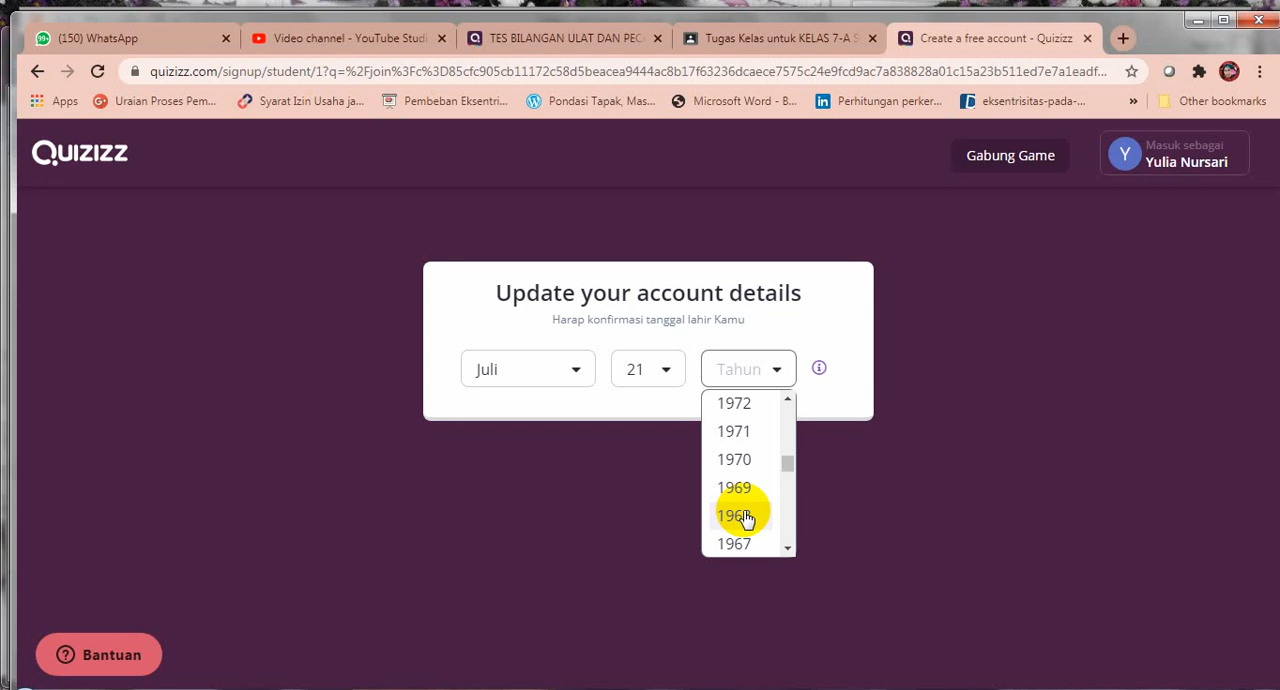 (150) WhatsApp
Video channel - YouTube Studi
TES BILANGAN ULAT DAN PEC
Tugas Kelas untuk KELAS 7-A S
Create a free account - Quizizz
quizizz.com/signup/student/1?q=%2Fjoin%3Fc%3D85cfc905cb11172c58d5beacea9444ac8b17f63236dcaece7575c24e9fcd9ac7a838828a01c15a23b511ed7e7a1eadf...
Apps
Uraian Proses Pem...
Syarat Izin Usaha ja...
Pembeban Eksentri...
Pondasi Tapak, Mas...
Microsoft Word - B...
Perhitungan perker...
eksentrisitas-pada-...
»
Other bookmarks
QUIZIZZ
Gabung Game
Y
Masuk sebagai
Yulia Nursari
Update your account details
Harap konfirmasi tanggal lahir Kamu
Juli
21
Tahun
1972
1971
1970
1969
1968
1967
Bantuan